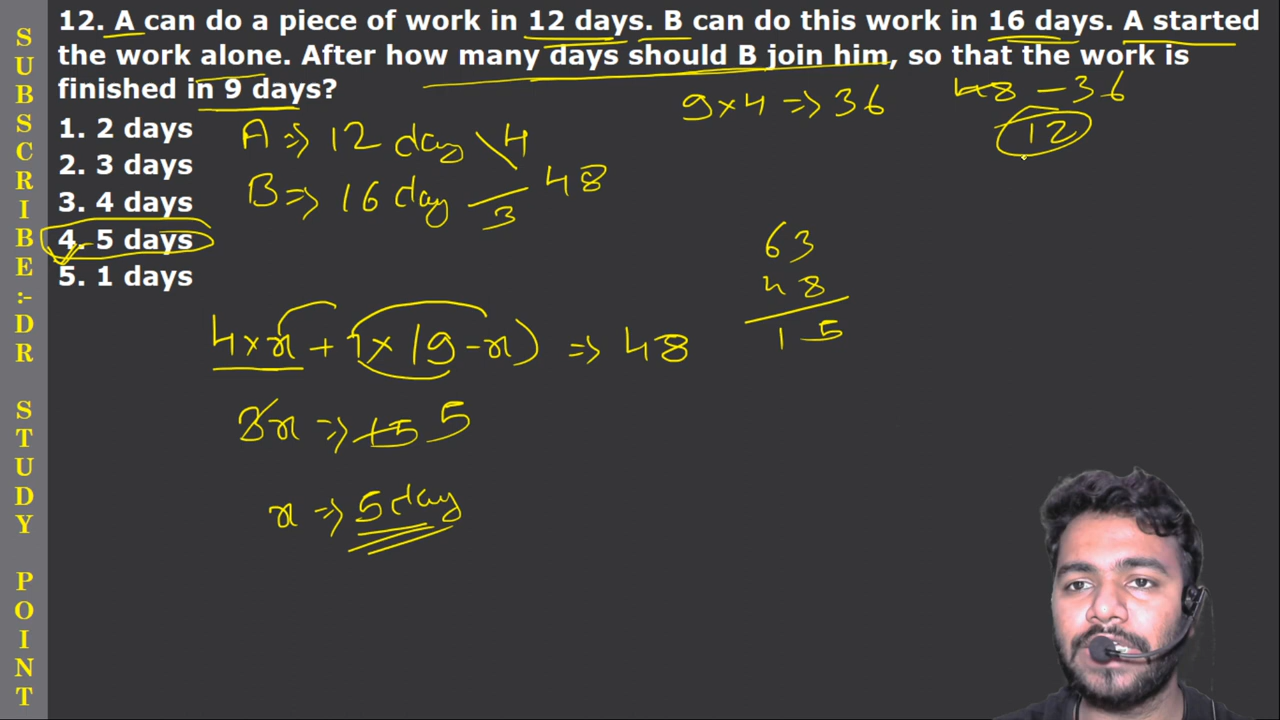 12. A can do a piece of work in 12 days. B can do this work in 16 days. A started
the work alone. After how many days should B join him, so that the work is
finished in 9 days?
1. 2 days
2. 3 days
3. 4 days
4. 5 days
5. 1 days
A => 12 day 4
B => 16 day 3
48
9 x 4 => 36
48 - 36
12
63
48
15
4 x x + 7 x (9 - x) => 48
3x => 15 5
x => 5 day
SUBSCRIBE:-DR STUDY POINT